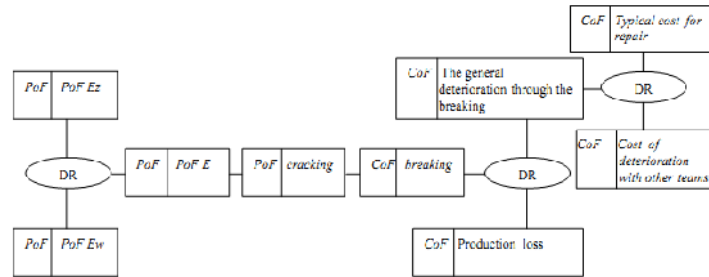 CoF Typical cost for
repair
CoF The general
deterioration through the
breaking
DR
PoF PoF Ez
CoF Cost of
deterioration
with other teams
DR
PoF PoF E
PoF cracking
CoF breaking
DR
PoF PoF Ew
CoF Production loss